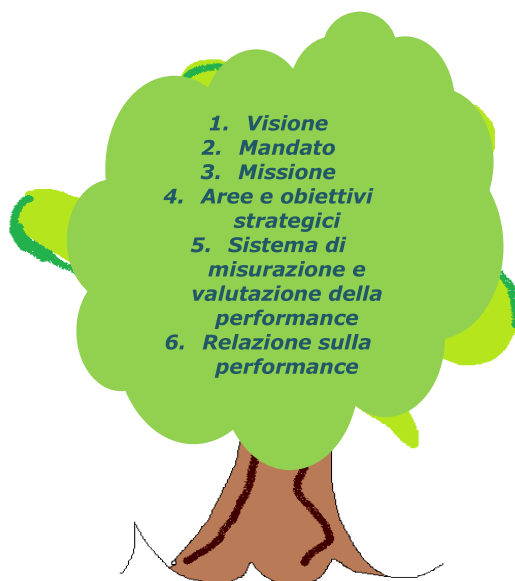 1. Visione
2. Mandato
3. Missione
4. Aree e obiettivi
strategici
5. Sistema di
misurazione e
valutazione della
performance
6. Relazione sulla
performance